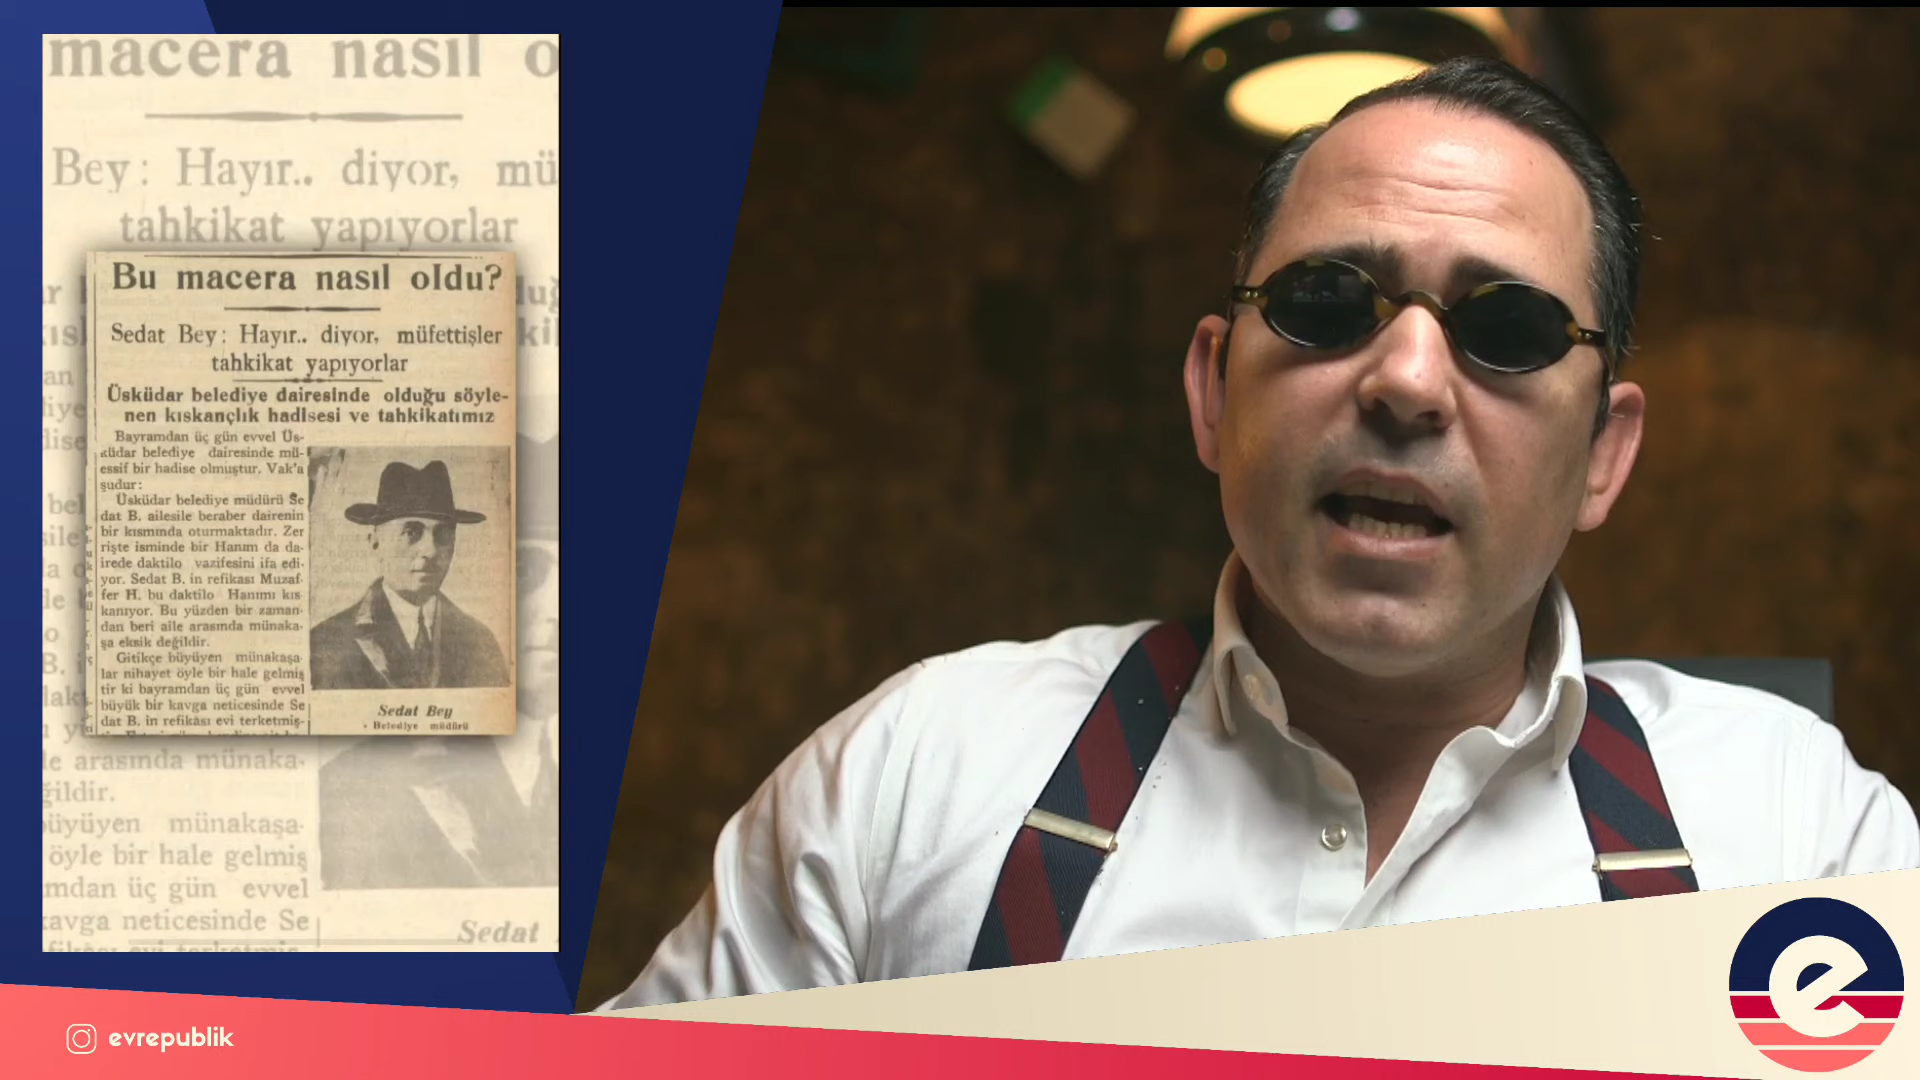 macera nasıl o
Bey: Hayır.. diyor, mü
tahkikat yapıyorlar
Bu macera nasıl oldu?
Sedat Bey: Hayır.. diyor, müfettişler
tahkikat yapıyorlar
Üsküdar belediye dairesinde olduğu söyle-
nen kıskançlık hadisesi ve tahkikatımız
Bayramdan üç gün evvel Üs-
küdar belediye dairesinde mü-
essif bir hadise olmuştur. Vak'a
şudur:
Üsküdar belediye müdürü Se
dat B. ailesile beraber dairenin
bir kısmında oturmaktadır. Zer
rişte isminde bir Hanım da da-
irede daktilo vazifesini ifa edi-
yor. Sedat B. in refikası Muzaf-
fer H. bu daktilo Hanımı kıs-
kanıyor. Bu yüzden bir zaman-
dan beri aile arasında münaka-
şa eksik değildir.
Gitikçe büyüyen münakaşa-
lar nihayet öyle bir hale gelmiş
tir ki bayramdan üç gün evvel
büyük bir kavga neticesinde Se
dat B. in refikası evi terketmiş-
Sedat Bey
Belediye müdürü
le arasında münaka-
ğildir.
üyüyen münakaşa-
öyle bir hale gelmiş
mdan üç gün evvel
kavga neticesinde Se
Sedat
evrepublik
e